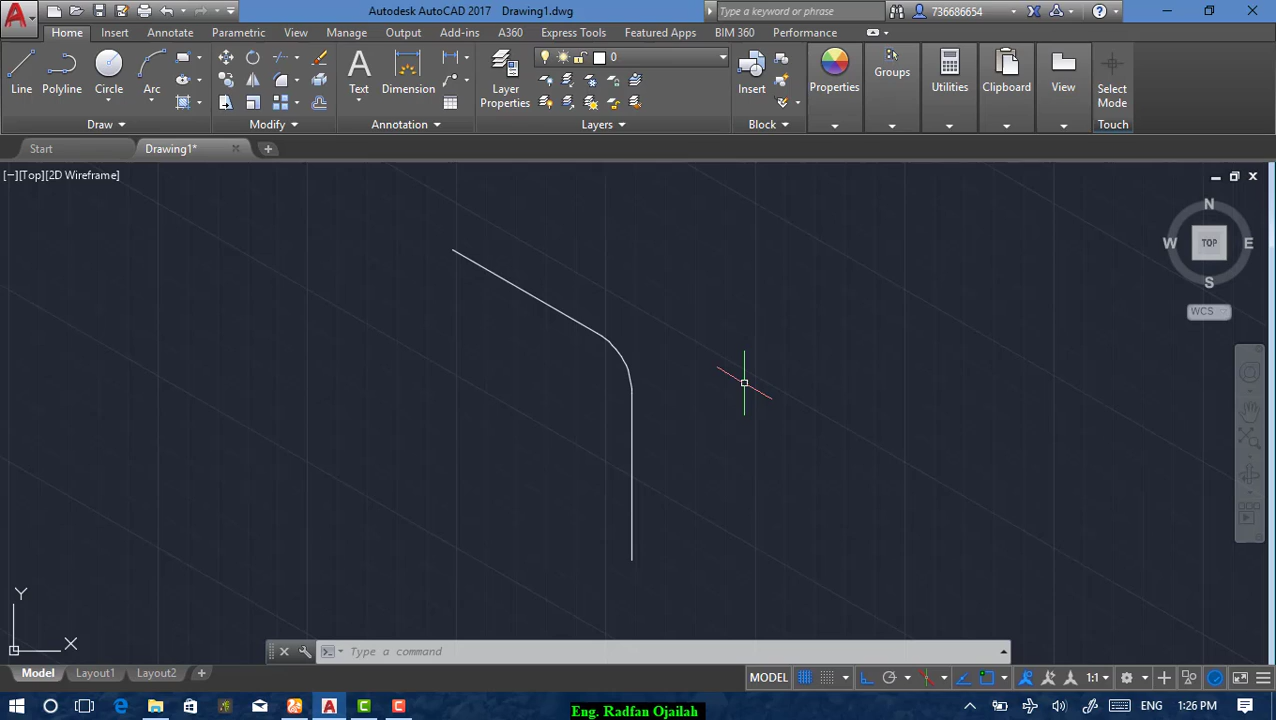 Autodesk AutoCAD 2017 Drawing1.dwg
Type a keyword or phrase
736686654
Home Insert Annotate Parametric View Manage Output Add-ins A360 Express Tools Featured Apps BIM 360 Performance
0
Line Polyline Circle Arc
Text Dimension
Layer
Properties
Insert
Properties
Groups
Utilities
Clipboard
View
Select
Mode
Draw Modify Annotation Layers Block Touch
Start Drawing1*
[−][Top][2D Wireframe]
N
W TOP E
S
WCS
Y
X
Type a command
Model Layout1 Layout2
MODEL 1:1
Eng. Radfan Ojailah
ENG 1:26 PM